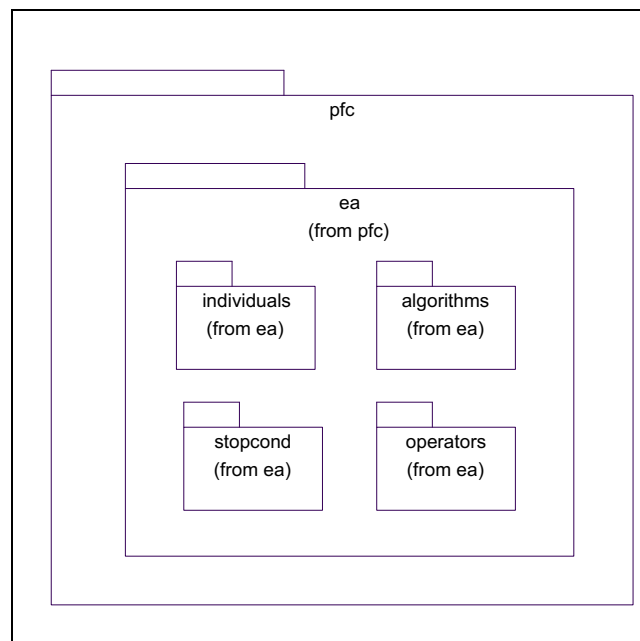 pfc
ea
(from pfc)
individuals
(from ea)
algorithms
(from ea)
stopcond
(from ea)
operators
(from ea)